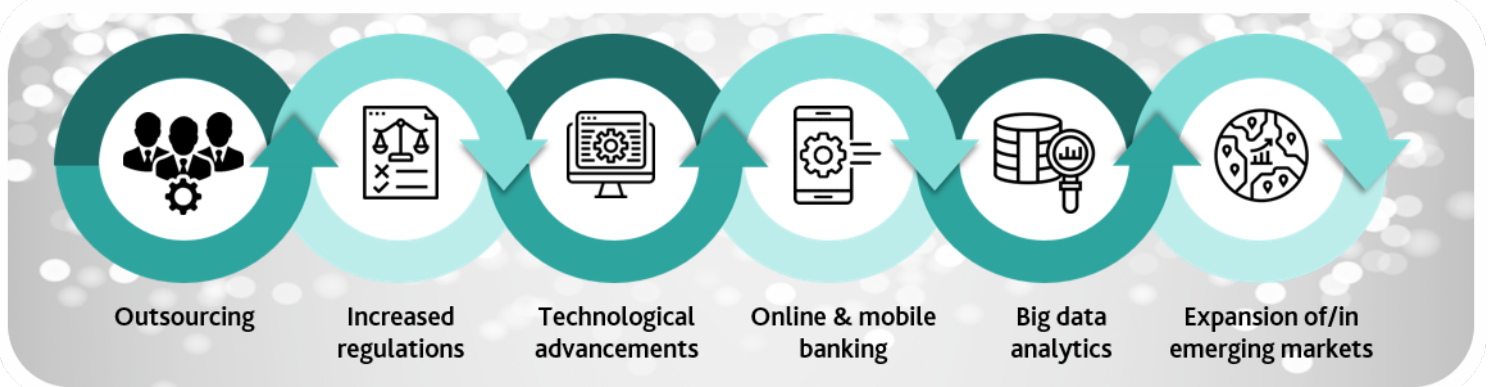 Outsourcing
Increased
regulations
Technological
advancements
Online & mobile
banking
Big data
analytics
Expansion of/in
emerging markets